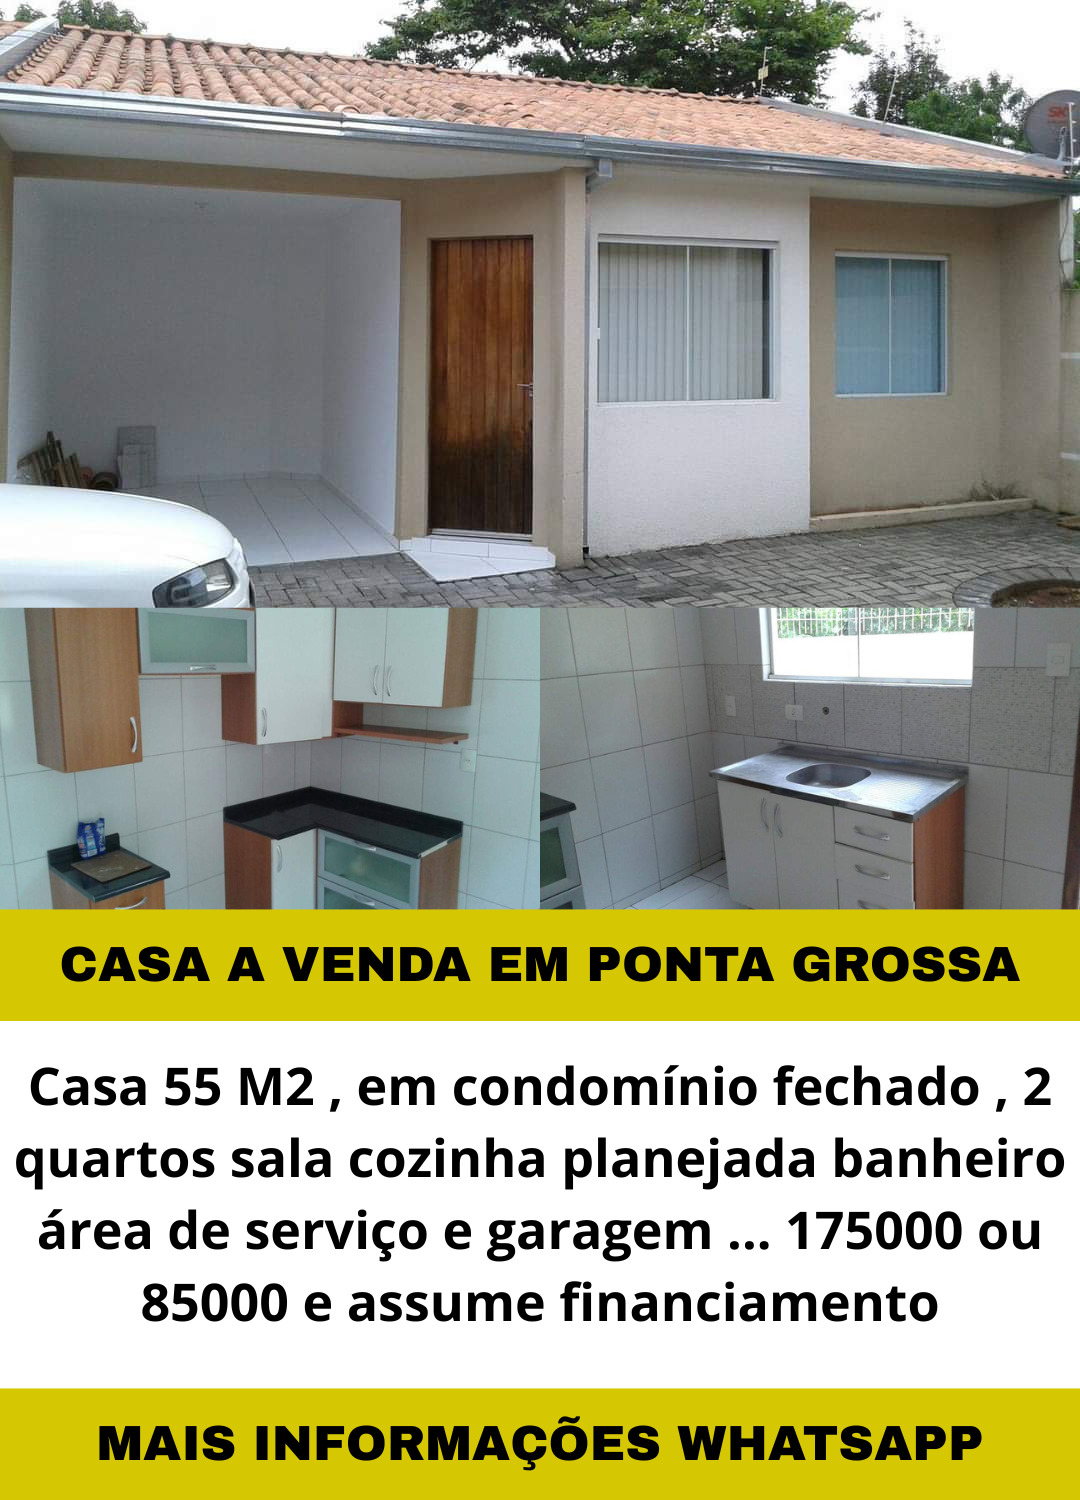 SKY
CASA A VENDA EM PONTA GROSSA
Casa 55 M2 , em condomínio fechado , 2
quartos sala cozinha planejada banheiro
área de serviço e garagem ... 175000 ou
85000 e assume financiamento
MAIS INFORMAÇÕES WHATSAPP